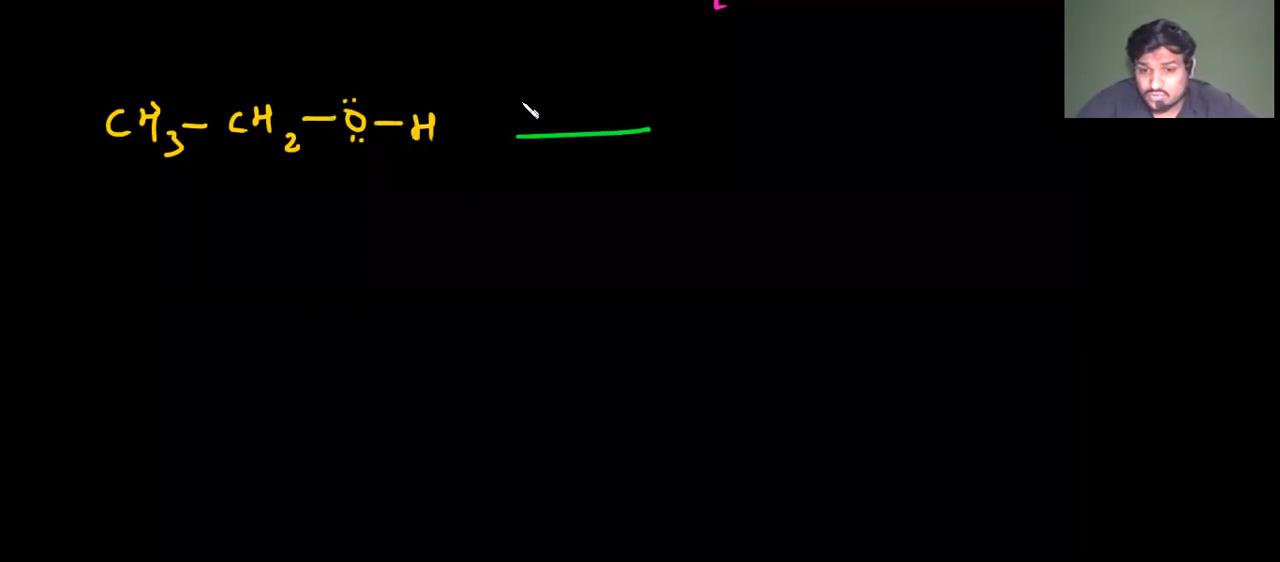 CH₃ – CH₂ – Ö̤ – H